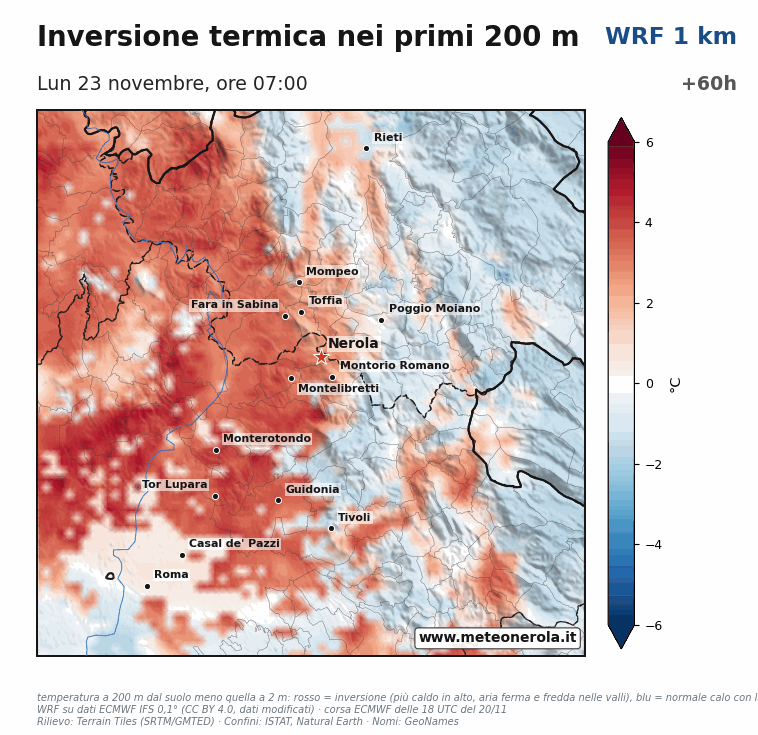 Inversione termica nei primi 200 m WRF 1 km
Lun 23 novembre, ore 07:00 +60h
Rieti
Mompeo
Fara in Sabina Toffia Poggio Moiano
Nerola
Montorio Romano
Montelibretti
Monterotondo
Tor Lupara Guidonia
Tivoli
Casal de' Pazzi
Roma
www.meteonerola.it
6
4
2
0
−2
−4
−6
°C
temperatura a 200 m dal suolo meno quella a 2 m: rosso = inversione (più caldo in alto, aria ferma e fredda nelle valli), blu = normale calo con l
WRF su dati ECMWF IFS 0,1° (CC BY 4.0, dati modificati) · corsa ECMWF delle 18 UTC del 20/11
Rilievo: Terrain Tiles (SRTM/GMTED) · Confini: ISTAT, Natural Earth · Nomi: GeoNames